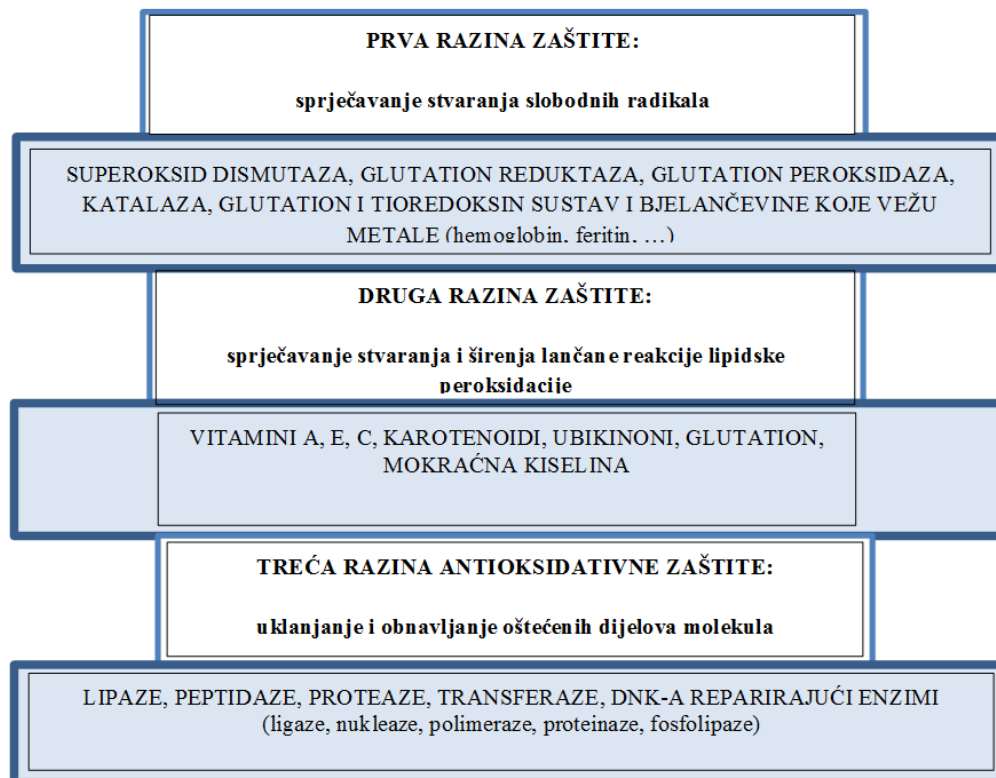 PRVA RAZINA ZAŠTITE:
sprječavanje stvaranja slobodnih radikala
SUPEROKSID DISMUTAZA, GLUTATION REDUKTAZA, GLUTATION PEROKSIDAZA,
KATALAZA, GLUTATION I TIOREDOKSIN SUSTAV I BJELANČEVINE KOJE VEŽU
METALE (hemoglobin, feritin, …)
DRUGA RAZINA ZAŠTITE:
sprječavanje stvaranja i širenja lančane reakcije lipidske
peroksidacije
VITAMINI A, E, C, KAROTENOIDI, UBIKINONI, GLUTATION,
MOKRAĆNA KISELINA
TREĆA RAZINA ANTIOKSIDATIVNE ZAŠTITE:
uklanjanje i obnavljanje oštećenih dijelova molekula
LIPAZE, PEPTIDAZE, PROTEAZE, TRANSFERAZE, DNK-A REPARIRAJUĆI ENZIMI
(ligaze, nukleaze, polimeraze, proteinaze, fosfolipaze)